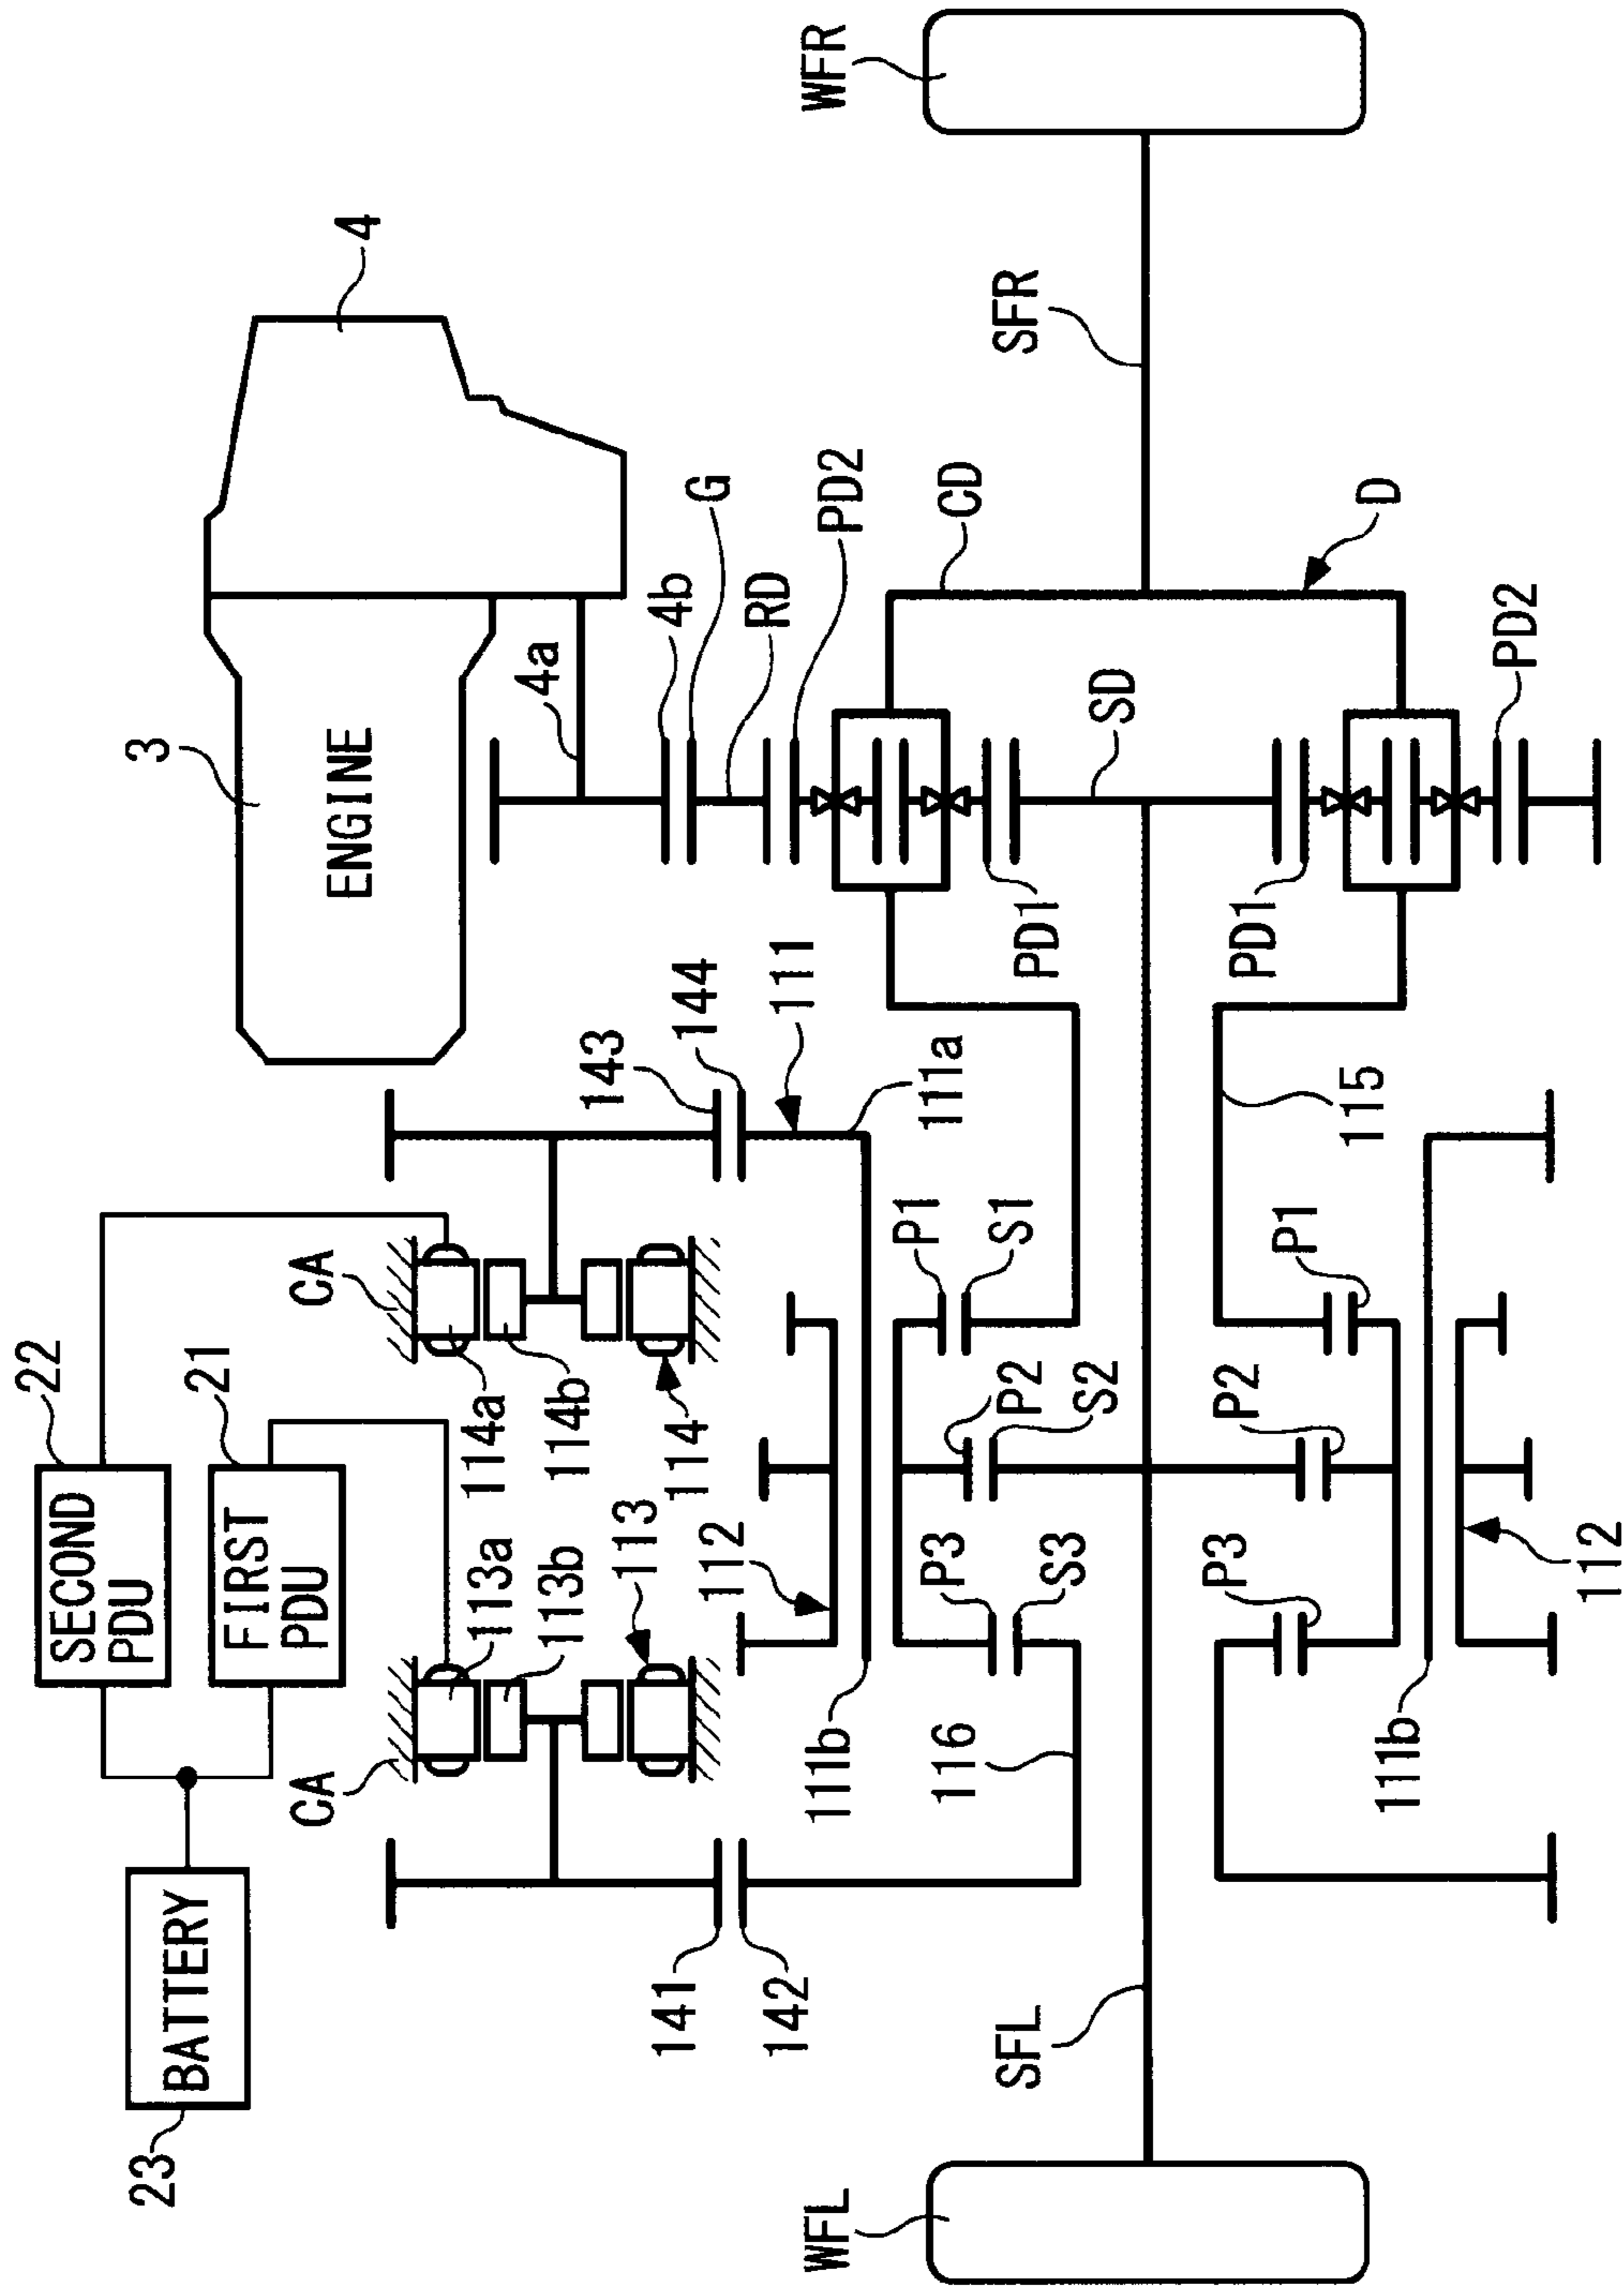 23
BATTERY
22
SECOND
PDU
21
FIRST
PDU
3
ENGINE
4
CA
CA
113a
113b
113
114a
114b
114
4a
4b
G
RD
PD2
141
142
143
144
111
111a
112
111b
P1
S1
P2
S2
P3
S3
116
PD1
CD
SD
D
SFL
SFR
WFL
WFR
P3
P2
P1
115
PD1
PD2
111b
112